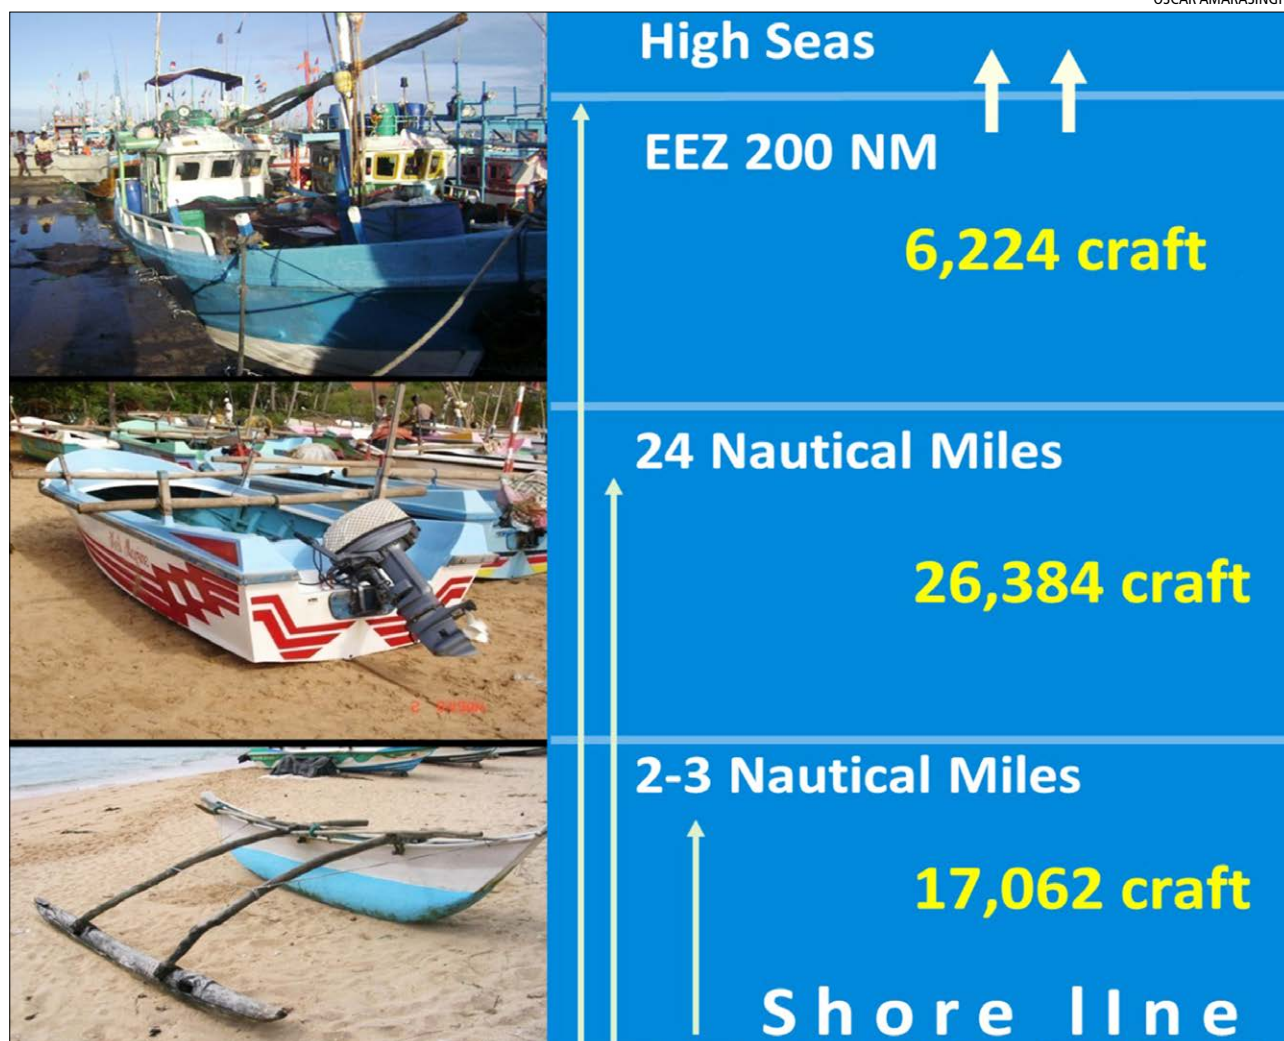 High Seas
EEZ 200 NM
6,224 craft
24 Nautical Miles
26,384 craft
2-3 Nautical Miles
17,062 craft
Shore lIne